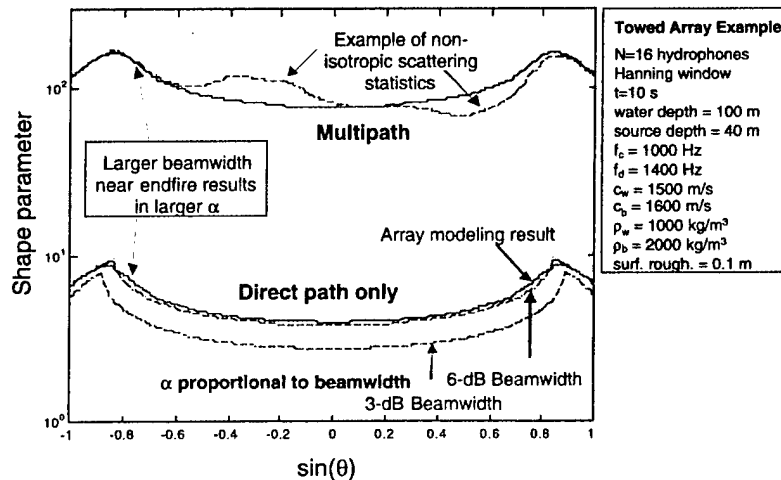 Example of non-
isotropic scattering
statistics
10²
Multipath
Larger beamwidth
near endfire results
in larger α
Shape parameter
Array modeling result
10¹
Direct path only
α proportional to beamwidth
6-dB Beamwidth
3-dB Beamwidth
10⁰
-1 -0.8 -0.6 -0.4 -0.2 0 0.2 0.4 0.6 0.8 1
sin(θ)
Towed Array Example
N=16 hydrophones
Hanning window
t=10 s
water depth = 100 m
source depth = 40 m
f_c = 1000 Hz
f_d = 1400 Hz
c_w = 1500 m/s
c_b = 1600 m/s
ρ_w = 1000 kg/m³
ρ_b = 2000 kg/m³
surf. rough. = 0.1 m